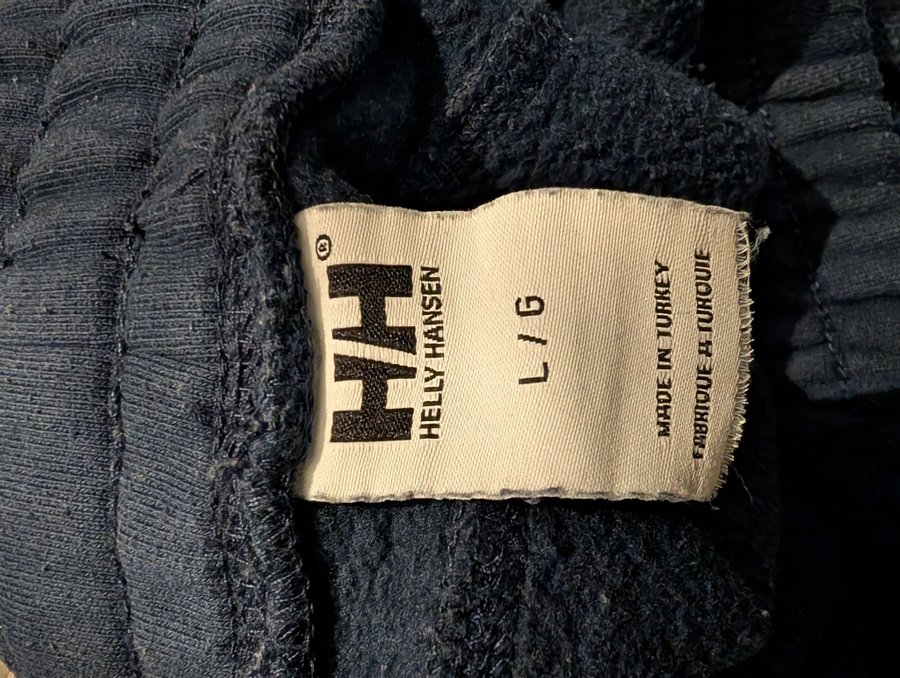 HH®
HELLY HANSEN
L / G
MADE IN TURKEY
FABRIQUE A TURQUIE